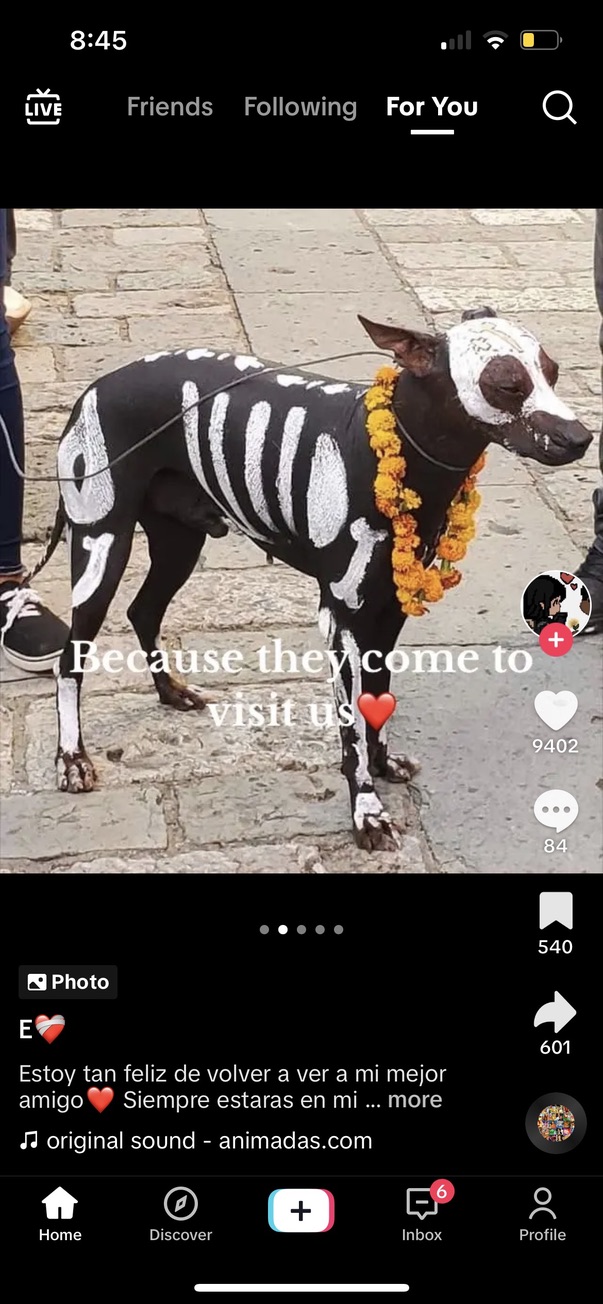 8:45
LIVE
Friends
Following
For You
Because they come to
visit us❤️
9402
84
540
Photo
E❤️‍🩹
601
Estoy tan feliz de volver a ver a mi mejor
amigo❤️ Siempre estaras en mi ... more
original sound - animadas.com
6
Home
Discover
Inbox
Profile